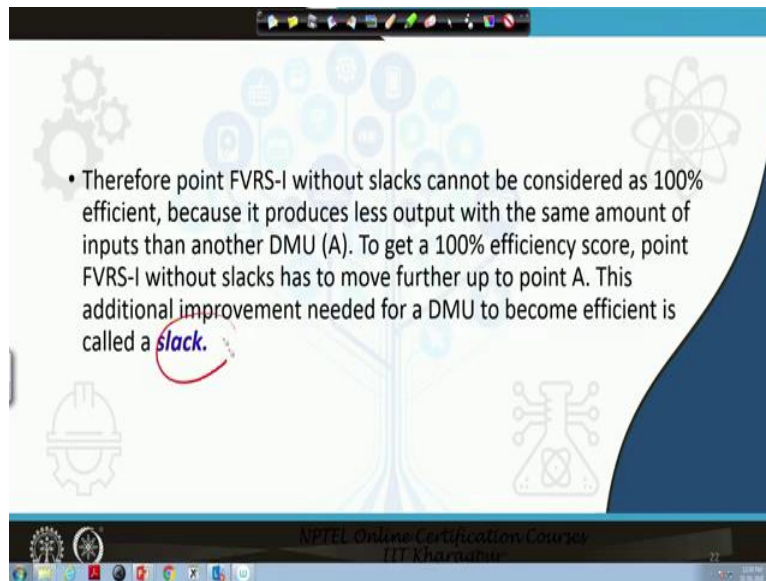 • Therefore point FVRS-I without slacks cannot be considered as 100%
efficient, because it produces less output with the same amount of
inputs than another DMU (A). To get a 100% efficiency score, point
FVRS-I without slacks has to move further up to point A. This
additional improvement needed for a DMU to become efficient is
called a slack.
NPTEL Online Certification Courses
IIT Kharagpur
22